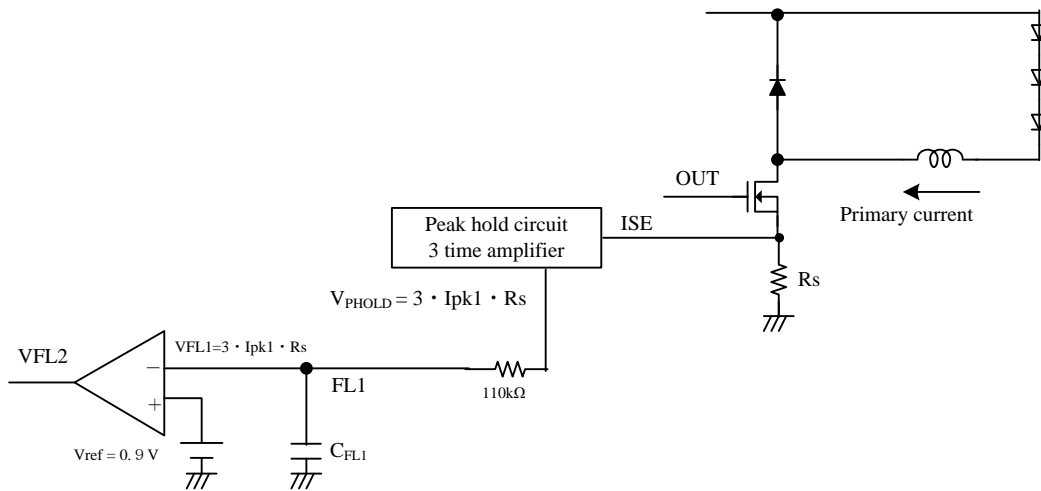 OUT
Primary current
Peak hold circuit
3 time amplifier
ISE
Rs
VPHOLD = 3・Ipk1・Rs
VFL2
VFL1=3・Ipk1・Rs
−
+
FL1
110kΩ
Vref = 0.９V
CFL1